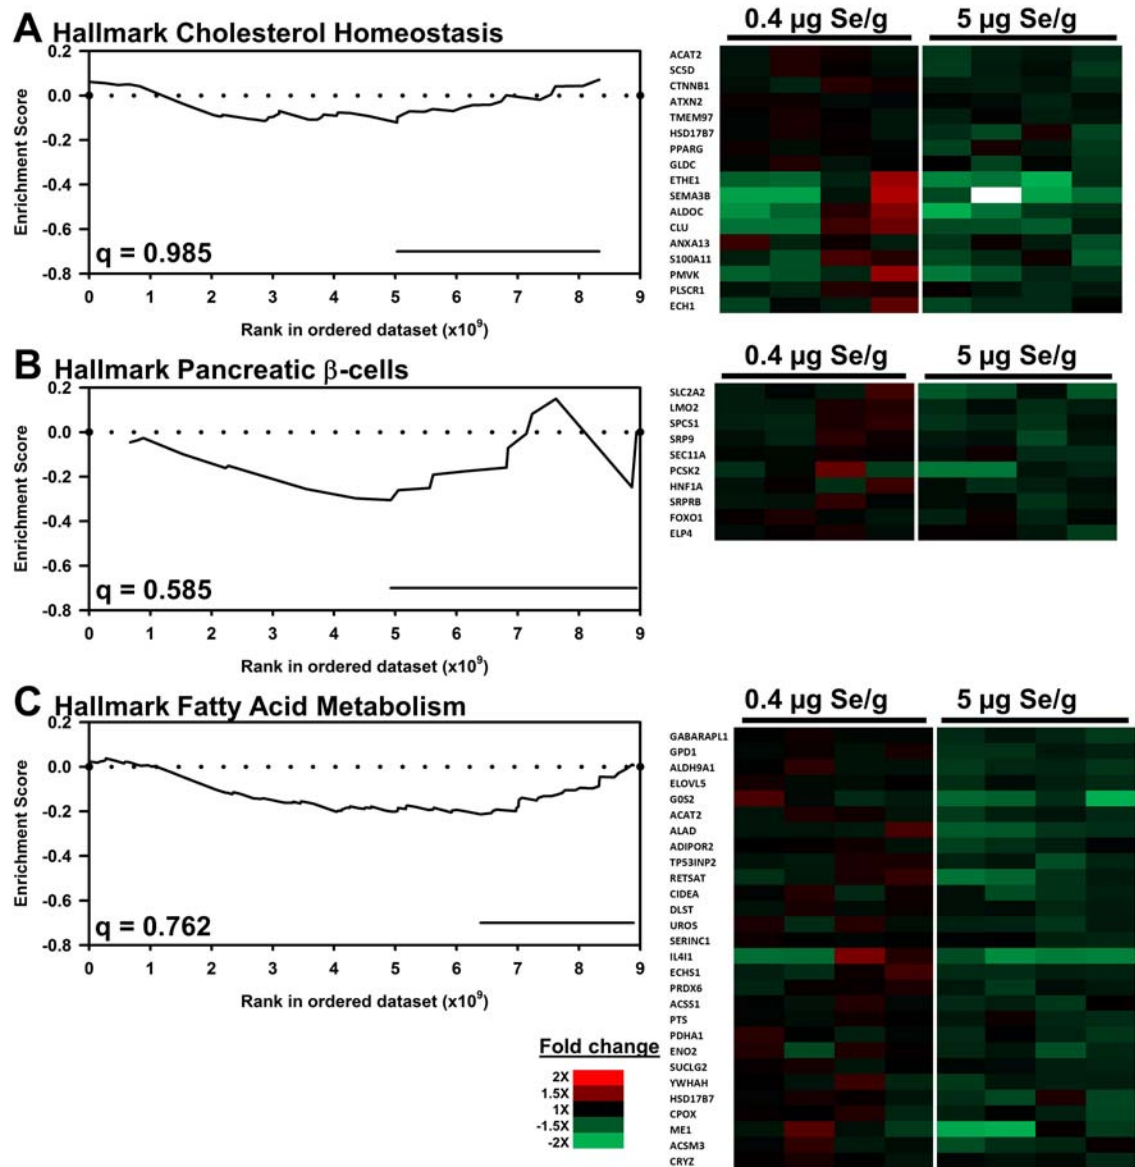 A Hallmark Cholesterol Homeostasis
0.2
0.0
-0.2
-0.4
-0.6
-0.8
Enrichment Score
q = 0.985
0 1 2 3 4 5 6 7 8 9
Rank in ordered dataset (x10⁹)
0.4 µg Se/g 5 µg Se/g
ACAT2
SC5D
CTNNB1
ATXN2
TMEM97
HSD17B7
PPARG
GLDC
ETHE1
SEMA3B
ALDOC
CLU
ANXA13
S100A11
PMVK
PLSCR1
ECH1
B Hallmark Pancreatic β-cells
0.2
0.0
-0.2
-0.4
-0.6
-0.8
Enrichment Score
q = 0.585
0 1 2 3 4 5 6 7 8 9
Rank in ordered dataset (x10⁹)
0.4 µg Se/g 5 µg Se/g
SLC2A2
LMO2
SPCS1
SRP9
SEC11A
PCSK2
HNF1A
SRPRB
FOXO1
ELP4
C Hallmark Fatty Acid Metabolism
0.2
0.0
-0.2
-0.4
-0.6
-0.8
Enrichment Score
q = 0.762
0 1 2 3 4 5 6 7 8 9
Rank in ordered dataset (x10⁹)
0.4 µg Se/g 5 µg Se/g
GABARAPL1
GPD1
ALDH9A1
ELOVL5
G0S2
ACAT2
ALAD
ADIPOR2
TP53INP2
RETSAT
CIDEA
DLST
UROS
SERINC1
IL4I1
ECHS1
PRDX6
ACSS1
PTS
PDHA1
ENO2
SUCLG2
YWHAH
HSD17B7
CPOX
ME1
ACSM3
CRYZ
Fold change
2X
1.5X
1X
-1.5X
-2X